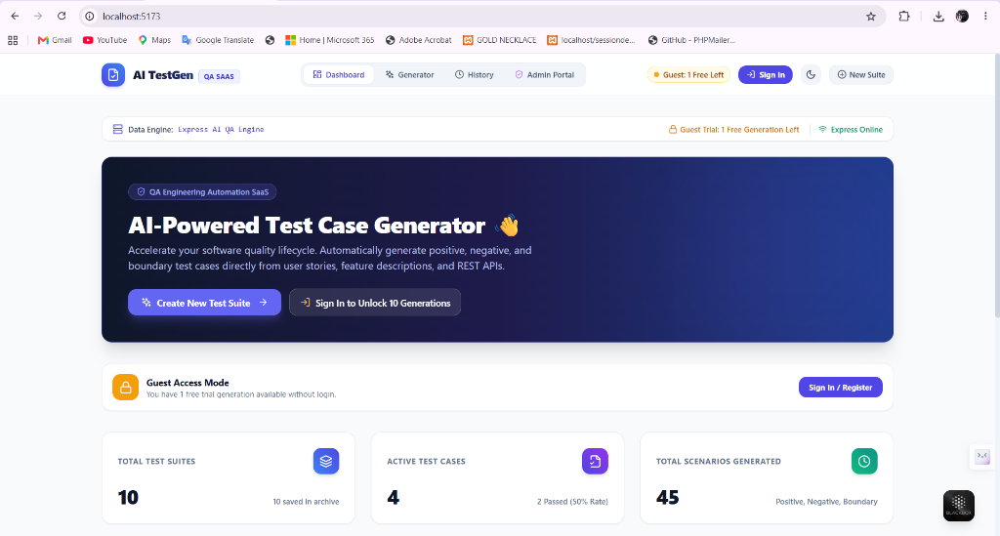 localhost:5173
Gmail
YouTube
Maps
Google Translate
Home | Microsoft 365
Adobe Acrobat
GOLD NECKLACE
localhost/sessionde...
GitHub - PHPMailer...
AI TestGen
QA SAAS
Dashboard
Generator
History
Admin Portal
Guest: 1 Free Left
Sign In
New Suite
Data Engine: Express AI QA Engine
Guest Trial: 1 Free Generation Left
Express Online
QA Engineering Automation SaaS
AI-Powered Test Case Generator 👋
Accelerate your software quality lifecycle. Automatically generate positive, negative, and
boundary test cases directly from user stories, feature descriptions, and REST APIs.
Create New Test Suite
Sign In to Unlock 10 Generations
Guest Access Mode
You have 1 free trial generation available without login.
Sign In / Register
TOTAL TEST SUITES
10
10 saved in archive
ACTIVE TEST CASES
4
2 Passed (50% Rate)
TOTAL SCENARIOS GENERATED
45
Positive, Negative, Boundary
BLACKBOX